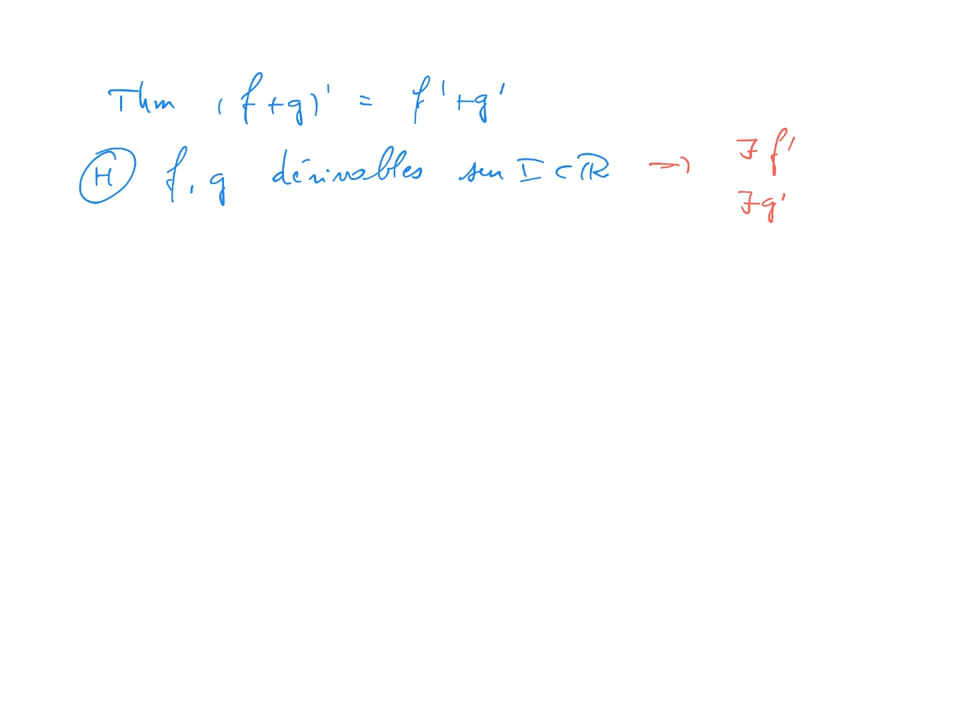 Thm (f+g)' = f'+g'
(H) f, g dérivables sur I ⊂ ℝ → ∃ f'
∃ g'